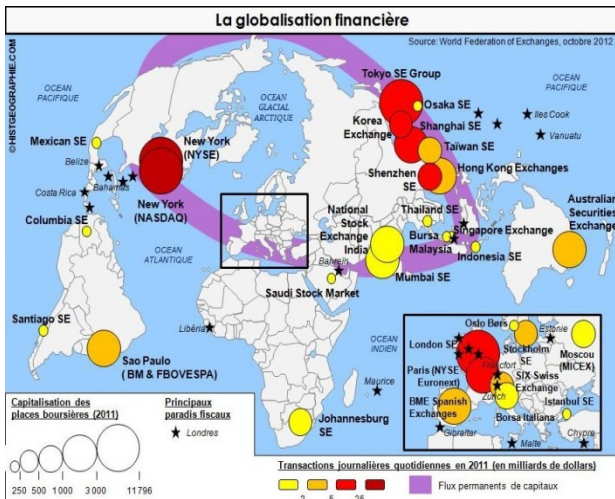 La globalisation financière
Source: World Federation of Exchanges, octobre 2012
©HISTGEOGRAPHIE.COM
OCEAN
PACIFIQUE
OCEAN
GLACIAL
ARCTIQUE
Tokyo SE Group
Osaka SE
Korea
Exchange
Shanghai SE
Taïwan SE
Hong Kong Exchanges
Shenzhen
SE
OCEAN
PACIFIQUE
Iles Cook
Vanuatu
Mexican SE
Belize
Bahamas
Costa Rica
New York
(NYSE)
New York
(NASDAQ)
Columbia SE
OCEAN
ATLANTIQUE
National
Stock
Exchange
India
Thailand SE
Bursa
Malaysia
Singapore Exchange
Indonesia SE
Australian
Securities
Exchange
Mumbai SE
Bahreïn
Saudi Stock Market
Santiago SE
Sao Paulo
(BM & FBOVESPA)
Libéria
OCEAN
INDIEN
Maurice
Johannesburg
SE
Oslo Børs
Estonie
London SE
Stockholm
SE
Moscou
(MICEX)
Francfort
Paris (NYSE
Euronext)
SIX Swiss
Exchange
Zurich
BME Spanish
Exchanges
Borsa Italiana
Istanbul SE
Gibraltar
Malte
Chypre
Capitalisation des
places boursières (2011)
250 500 1000 3 000 11 796
Principaux
paradis fiscaux
Londres
Transactions journalières quotidiennes en 2011 (en milliards de dollars)
2 5 25
Flux permanents de capitaux